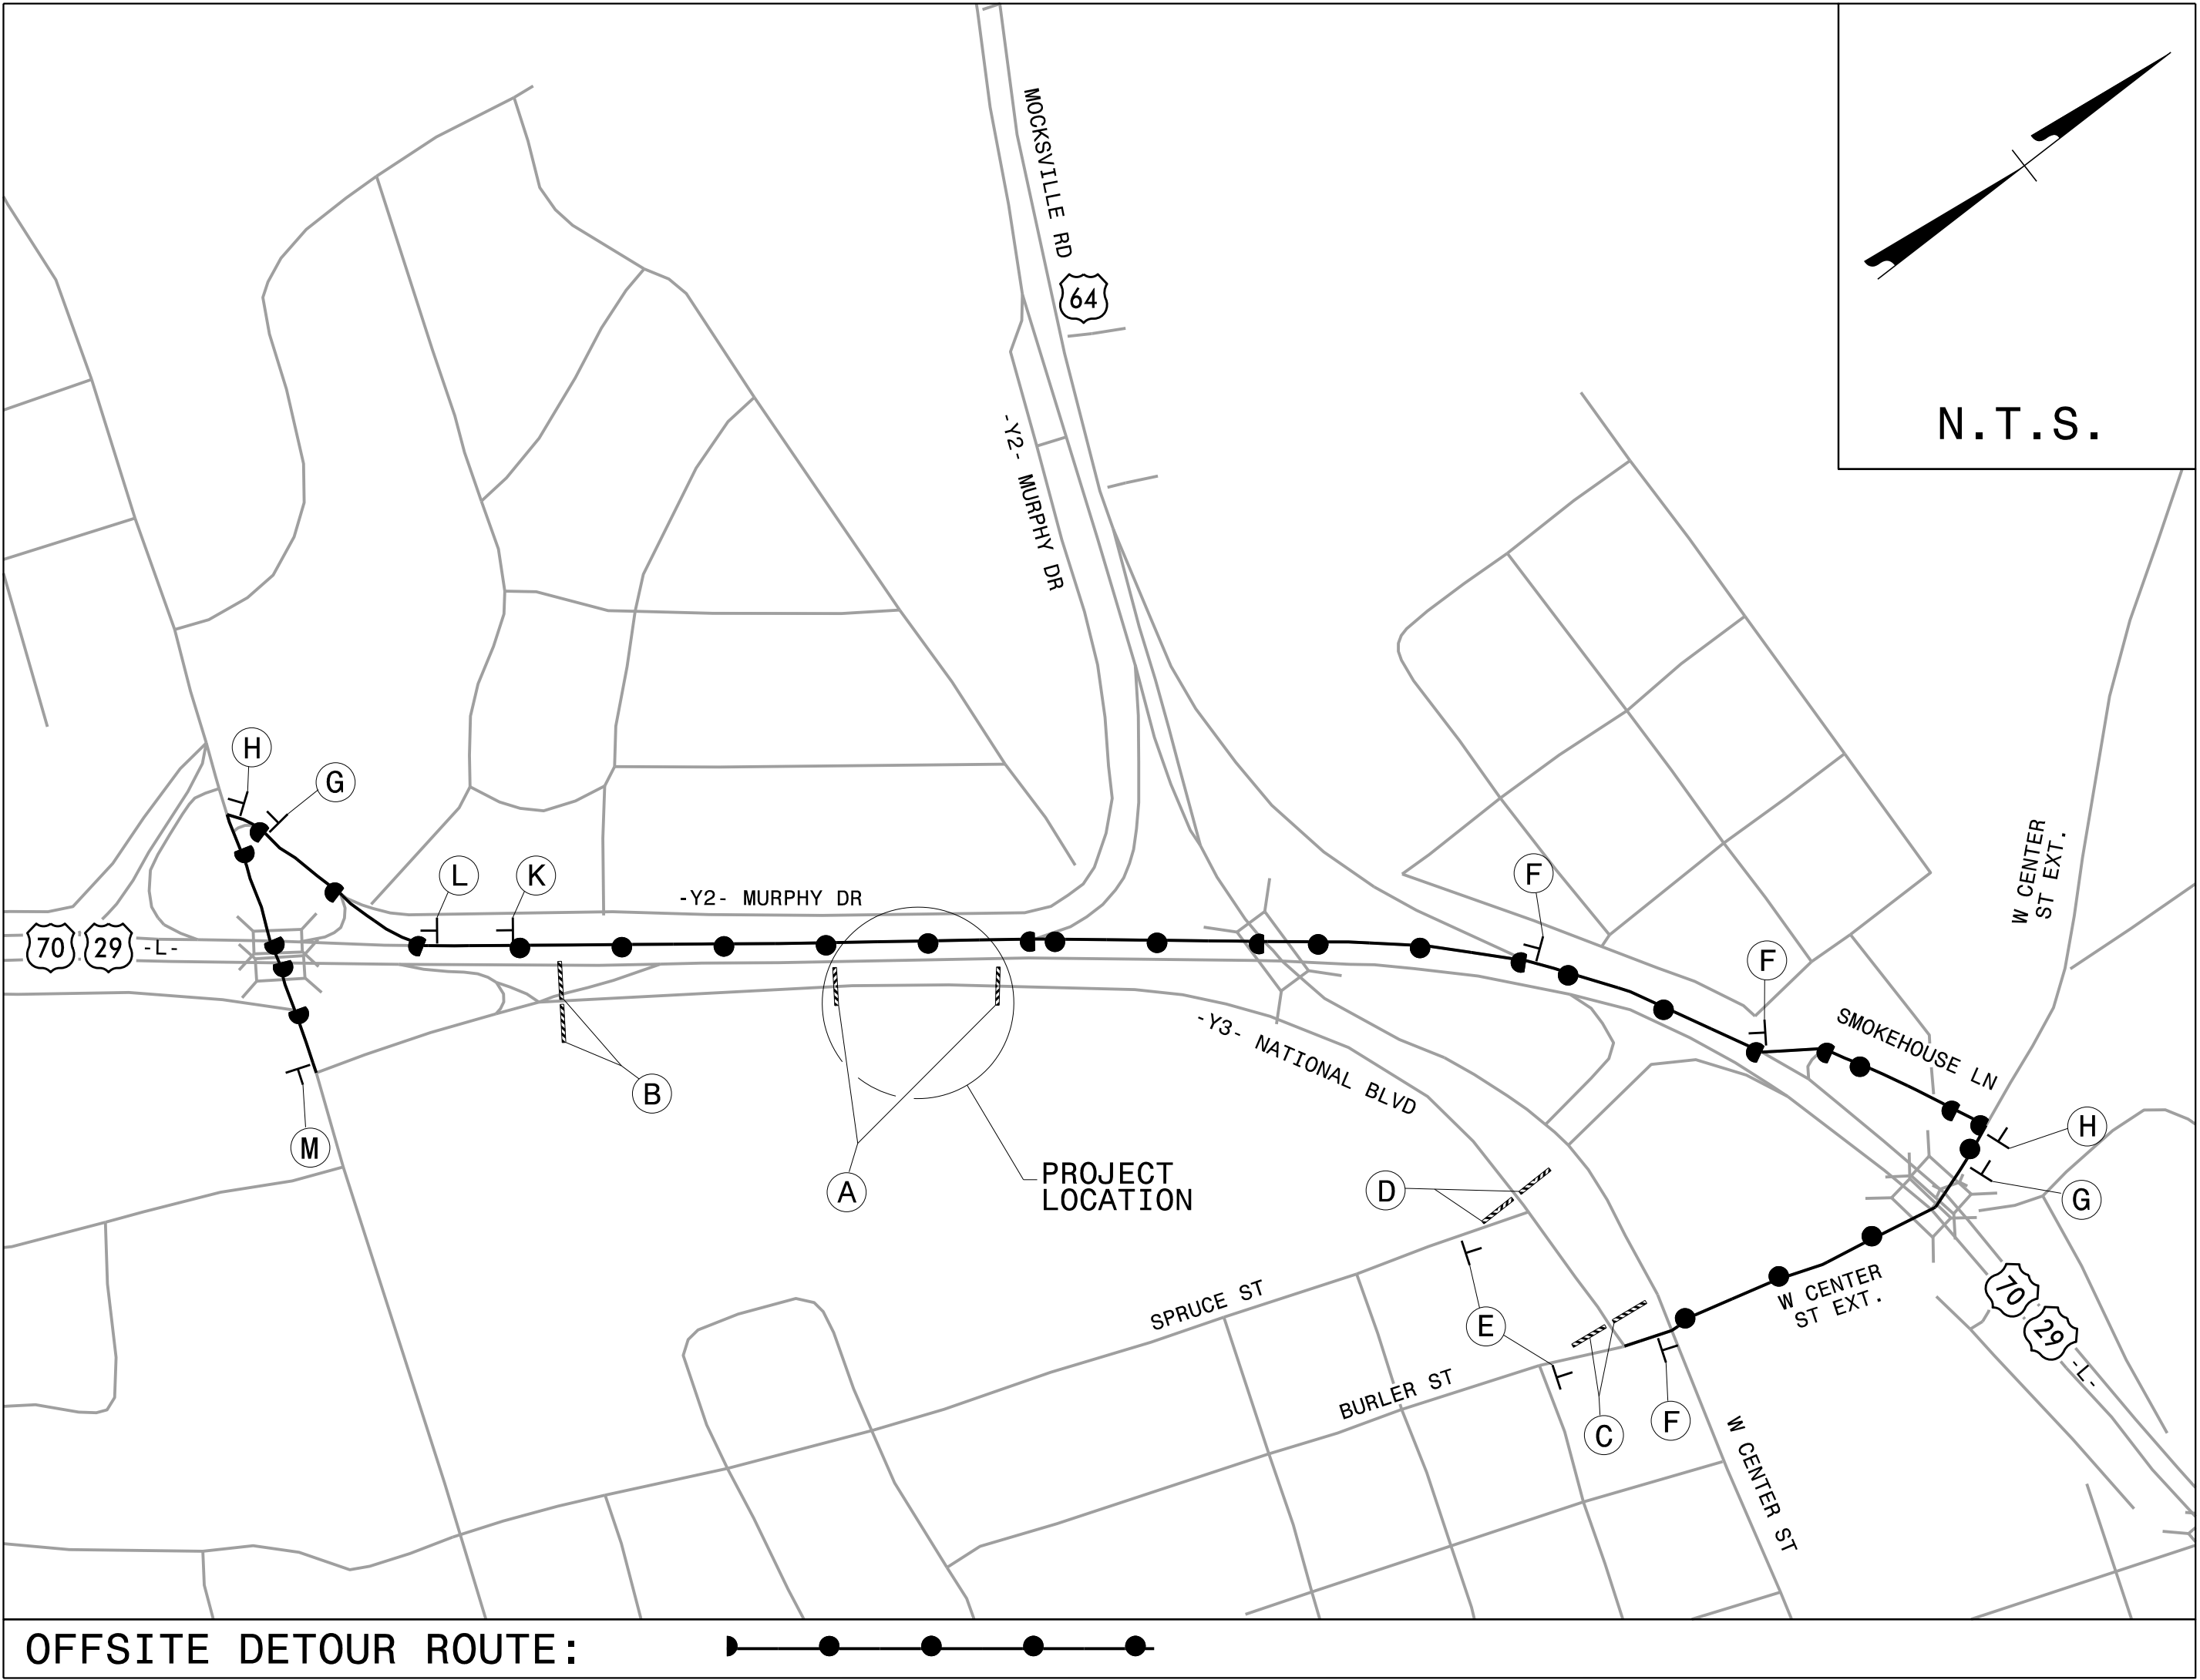 MOCKSVILLE RD
64
N.T.S.
-Y2- MURPHY DR
H
G
L
K
-Y2- MURPHY DR
F
W CENTER
ST EXT.
70 29 -L-
F
SMOKEHOUSE LN
-Y3- NATIONAL BLVD
B
M
A
PROJECT
LOCATION
D
H
G
SPRUCE ST
E
W CENTER
ST EXT.
70
29
-L-
BURLER ST
C
F
W CENTER ST
OFFSITE DETOUR ROUTE: